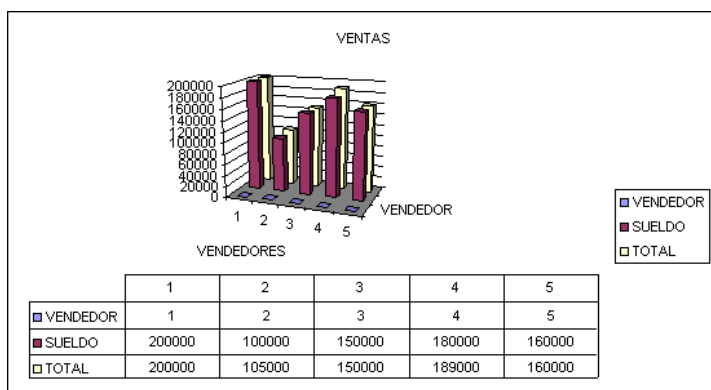 VENTAS
200000
180000
160000
140000
120000
100000
80000
60000
40000
20000
0
1 2 3 4 5
VENDEDOR
VENDEDORES
VENDEDOR
SUELDO
TOTAL
1 2 3 4 5
VENDEDOR 1 2 3 4 5
SUELDO 200000 100000 150000 180000 160000
TOTAL 200000 105000 150000 189000 160000